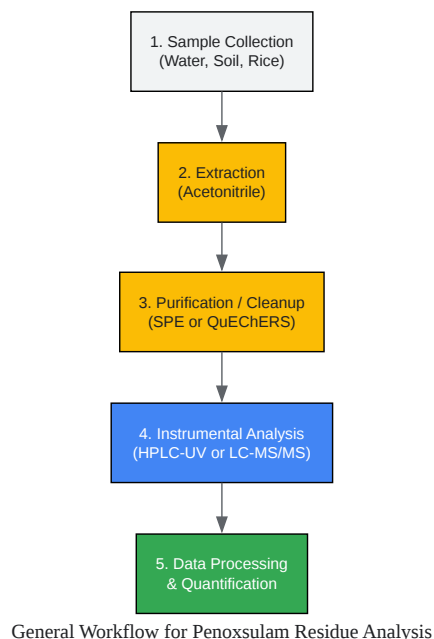 1. Sample Collection
(Water, Soil, Rice)
2. Extraction
(Acetonitrile)
3. Purification / Cleanup
(SPE or QuEChERS)
4. Instrumental Analysis
(HPLC-UV or LC-MS/MS)
5. Data Processing
& Quantification
General Workflow for Penoxsulam Residue Analysis